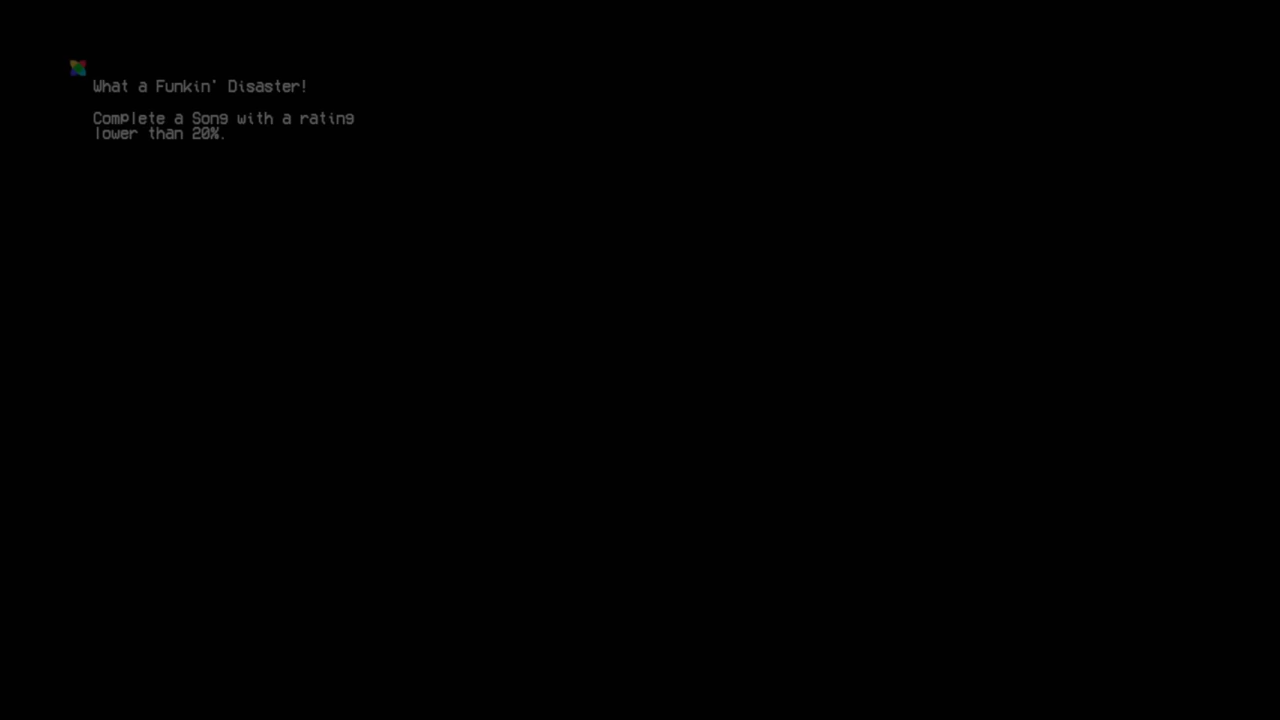 What a Funkin' Disaster!
Complete a Song with a rating
lower than 20%.